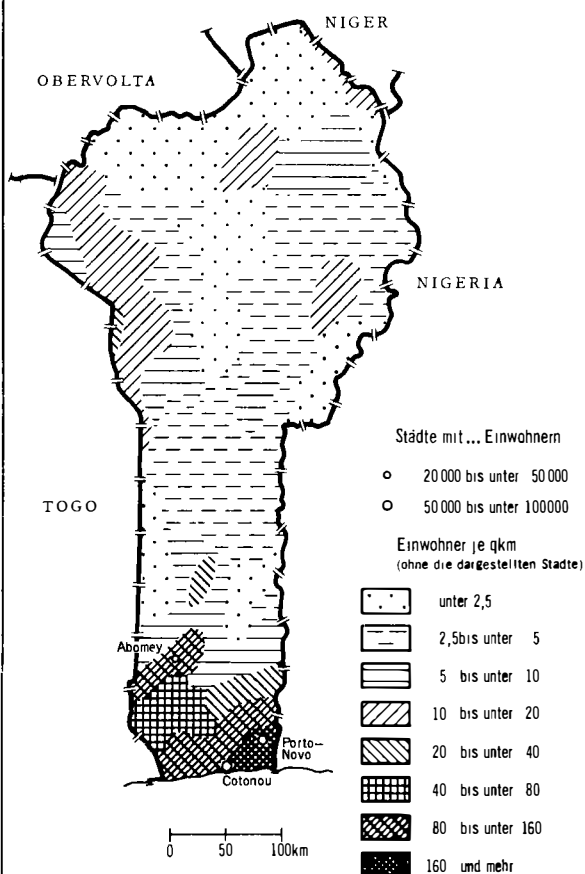 NIGER
OBERVOLTA
NIGERIA
TOGO
Abomey
Porto-
Novo
Cotonou
0 50 100km
Städte mit ... Einwohnern
20 000 bis unter 50 000
50 000 bis unter 100 000
Einwohner je qkm
(ohne die dargestellten Städte)
unter 2,5
2,5 bis unter 5
5 bis unter 10
10 bis unter 20
20 bis unter 40
40 bis unter 80
80 bis unter 160
160 und mehr